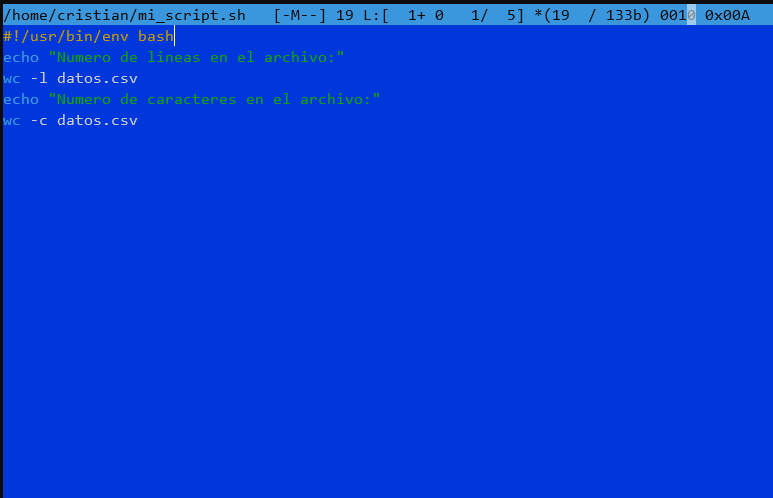 /home/cristian/mi_script.sh   [-M--] 19 L:[  1+ 0   1/  5] *(19  / 133b) 0010 0x00A
#!/usr/bin/env bash
echo "Numero de lineas en el archivo:"
wc -l datos.csv
echo "Numero de caracteres en el archivo:"
wc -c datos.csv